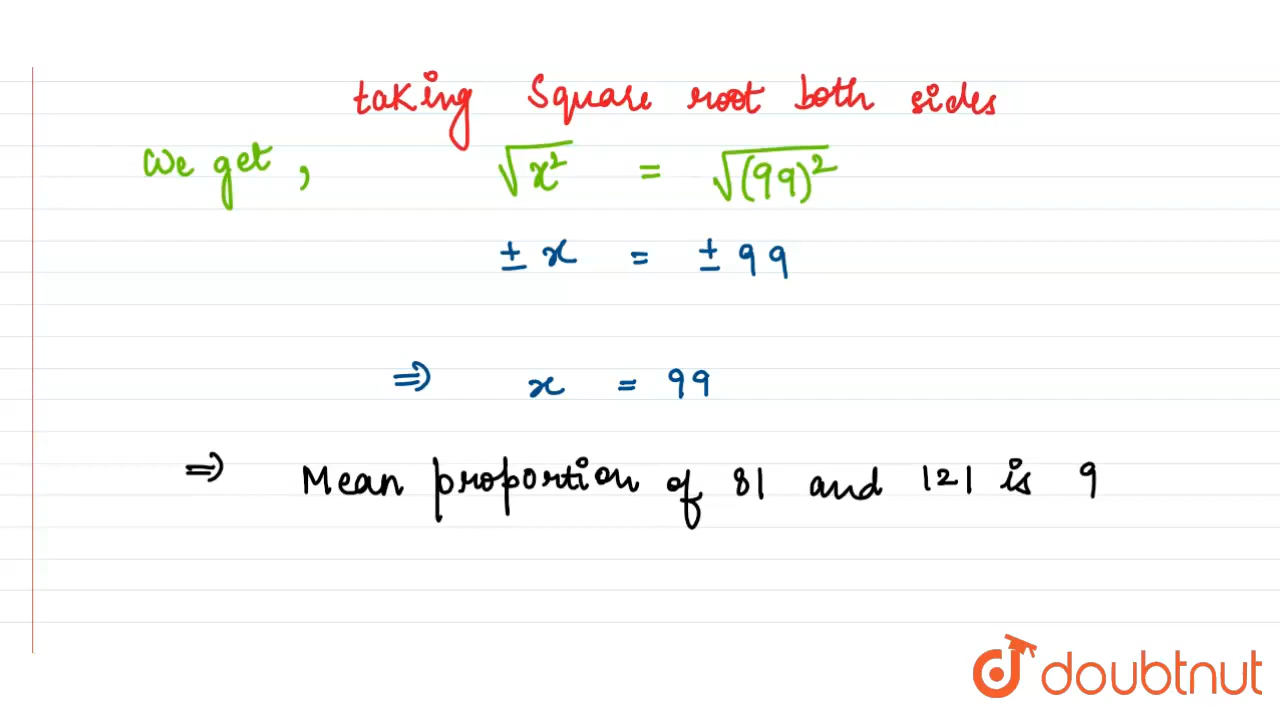 taking Square root both sides
We get, √x² = √(99)²
± x = ± 99
⇒ x = 99
⇒ Mean proportion of 81 and 121 is 9
doubtnut